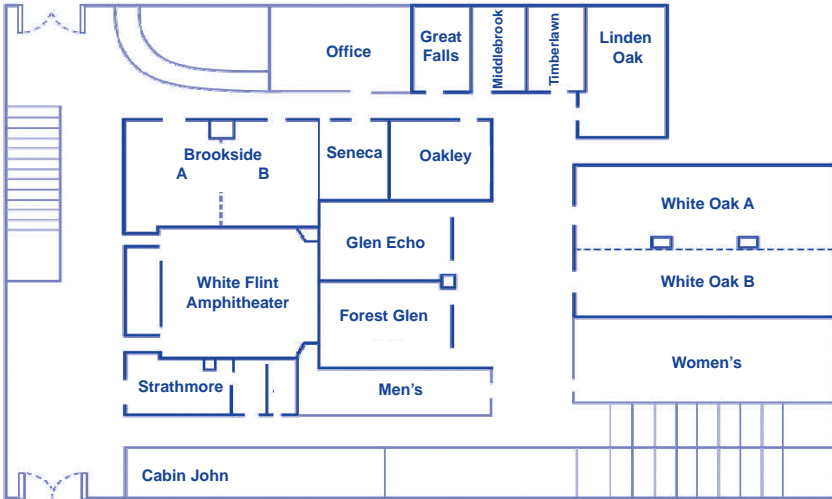 Office
Great
Falls
Middlebrook
Timberlawn
Linden
Oak
Brookside
A B
Seneca
Oakley
White Oak A
Glen Echo
White Flint
Amphitheater
White Oak B
Forest Glen
Strathmore
Men's
Women's
Cabin John